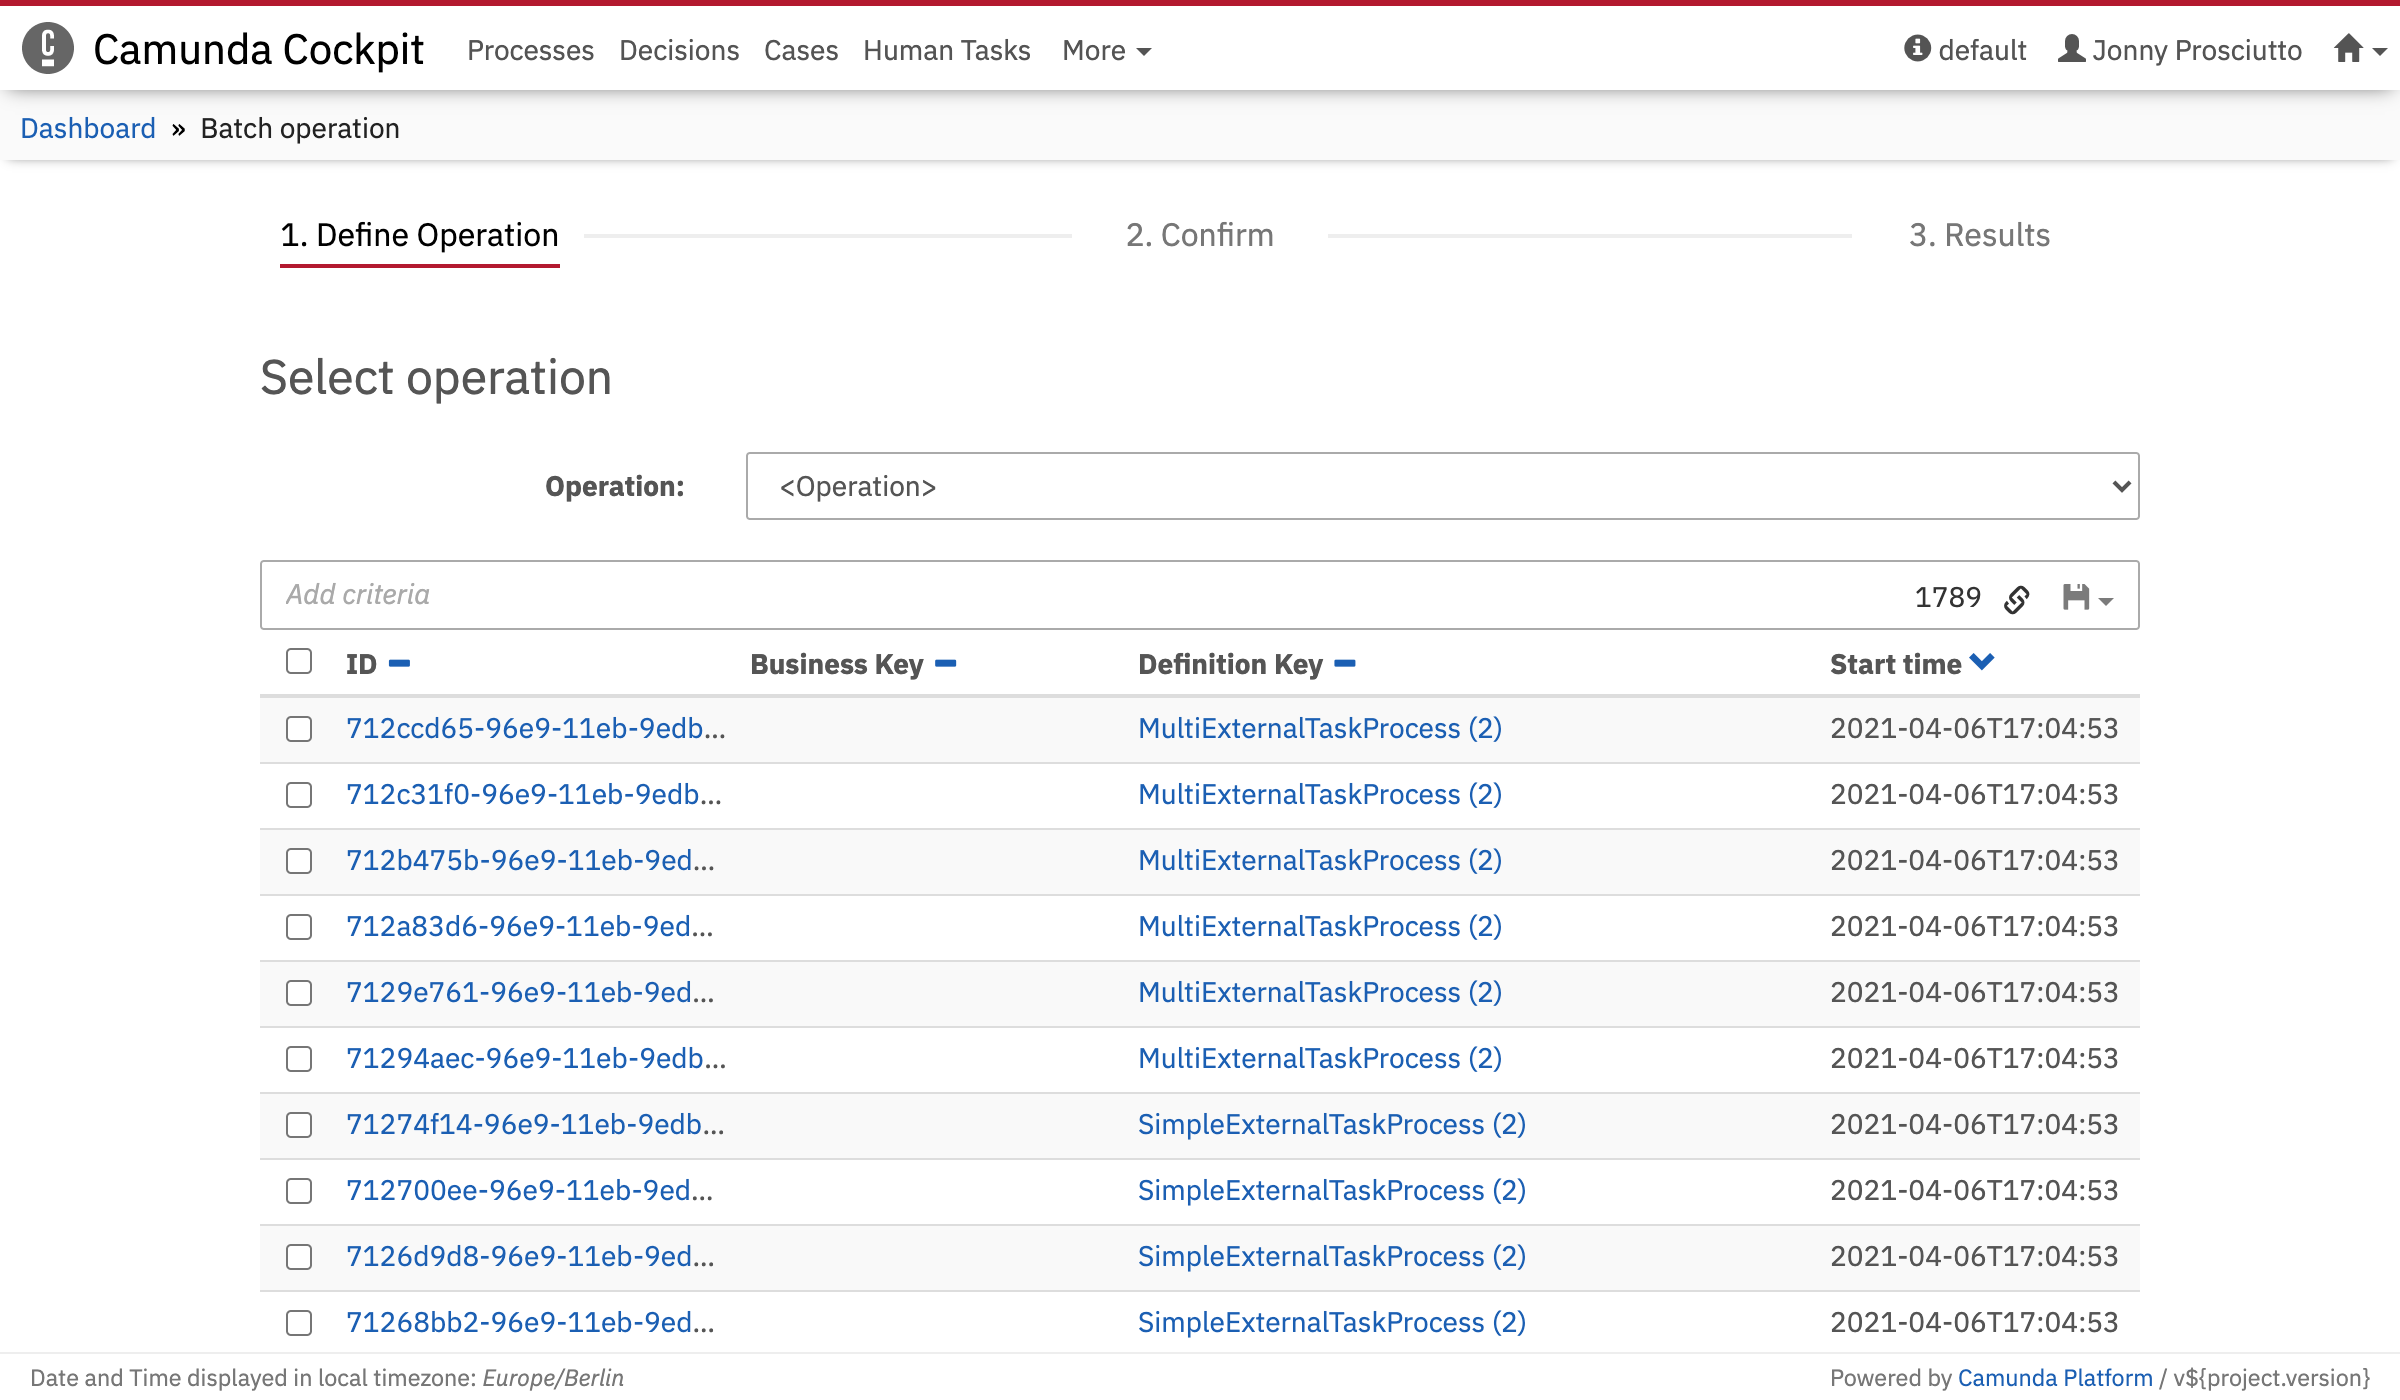 Camunda Cockpit Processes Decisions Cases Human Tasks More default Jonny Prosciutto
Dashboard » Batch operation
1. Define Operation 2. Confirm 3. Results
Select operation
Operation: <Operation>
Add criteria 1789
ID Business Key Definition Key Start time
712ccd65-96e9-11eb-9edb... MultiExternalTaskProcess (2) 2021-04-06T17:04:53
712c31f0-96e9-11eb-9edb... MultiExternalTaskProcess (2) 2021-04-06T17:04:53
712b475b-96e9-11eb-9ed... MultiExternalTaskProcess (2) 2021-04-06T17:04:53
712a83d6-96e9-11eb-9ed... MultiExternalTaskProcess (2) 2021-04-06T17:04:53
7129e761-96e9-11eb-9ed... MultiExternalTaskProcess (2) 2021-04-06T17:04:53
71294aec-96e9-11eb-9edb... MultiExternalTaskProcess (2) 2021-04-06T17:04:53
71274f14-96e9-11eb-9edb... SimpleExternalTaskProcess (2) 2021-04-06T17:04:53
712700ee-96e9-11eb-9ed... SimpleExternalTaskProcess (2) 2021-04-06T17:04:53
7126d9d8-96e9-11eb-9ed... SimpleExternalTaskProcess (2) 2021-04-06T17:04:53
71268bb2-96e9-11eb-9ed... SimpleExternalTaskProcess (2) 2021-04-06T17:04:53
Date and Time displayed in local timezone: Europe/Berlin Powered by Camunda Platform / v${project.version}